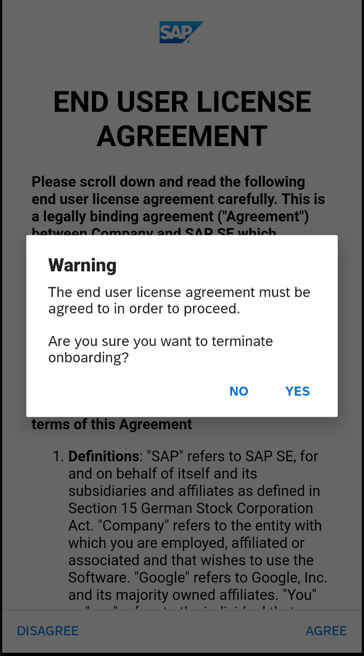 SAP
END USER LICENSE
AGREEMENT
Please scroll down and read the following
end user license agreement carefully. This is
a legally binding agreement ("Agreement")
between Company and SAP SE which
Warning
The end user license agreement must be
agreed to in order to proceed.
Are you sure you want to terminate
onboarding?
NO YES
terms of this Agreement
1. Definitions: "SAP" refers to SAP SE, for
and on behalf of itself and its
subsidiaries and affiliates as defined in
Section 15 German Stock Corporation
Act. "Company" refers to the entity with
which you are employed, affiliated or
associated and that wishes to use the
Software. "Google" refers to Google, Inc.
and its majority owned affiliates. "You"
DISAGREE AGREE